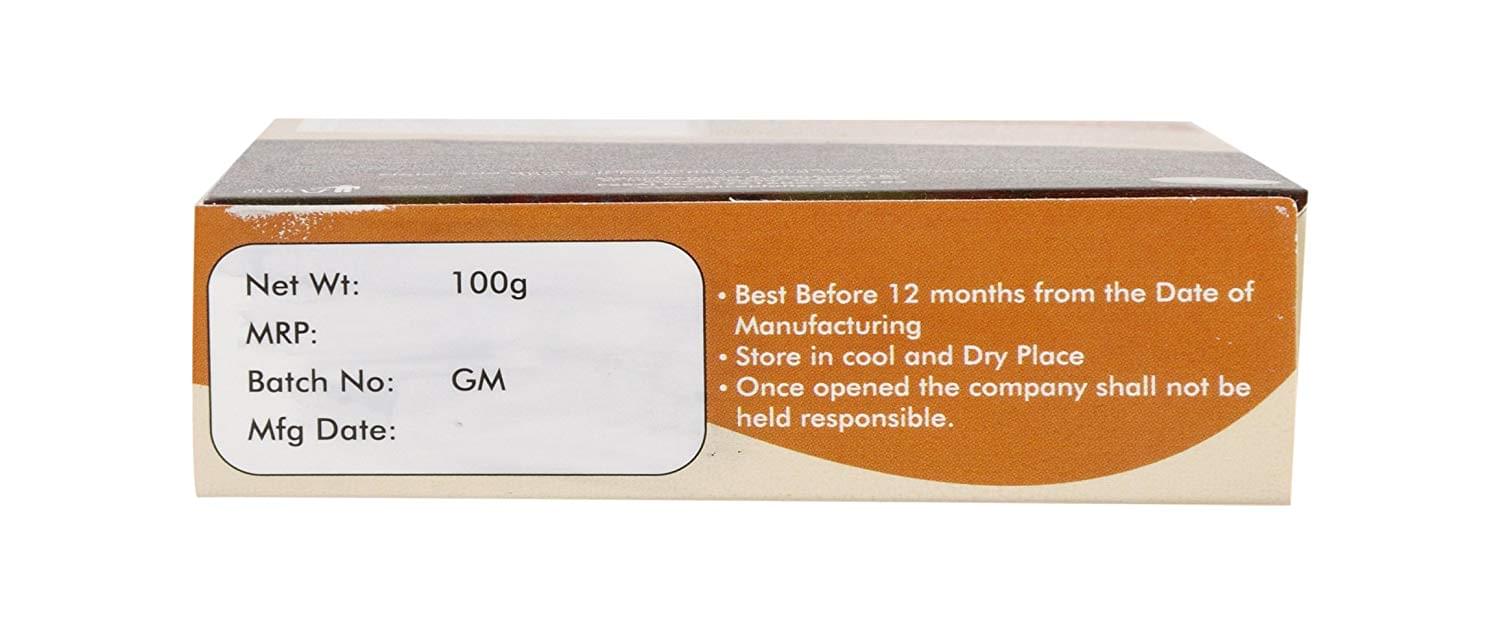 Net Wt: 100g
MRP:
Batch No: GM
Mfg Date:
• Best Before 12 months from the Date of
Manufacturing
• Store in cool and Dry Place
• Once opened the company shall not be
held responsible.